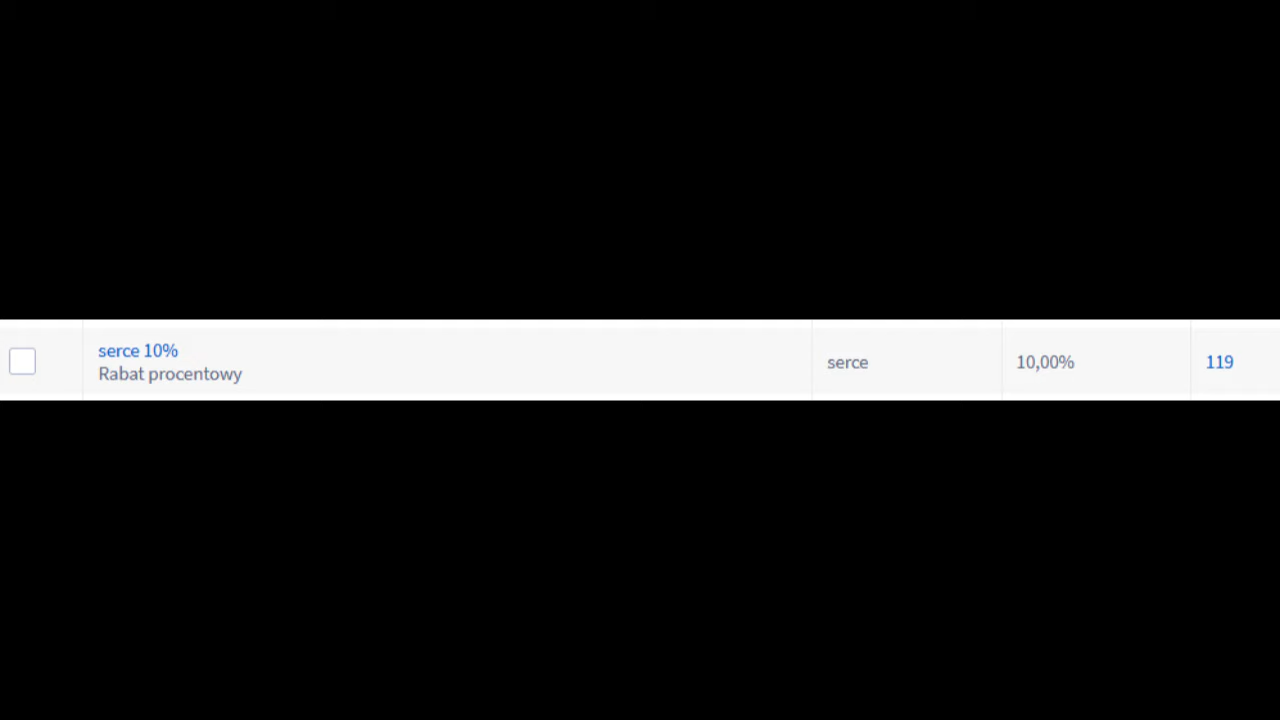 serce 10%
Rabat procentowy
serce
10,00%
119